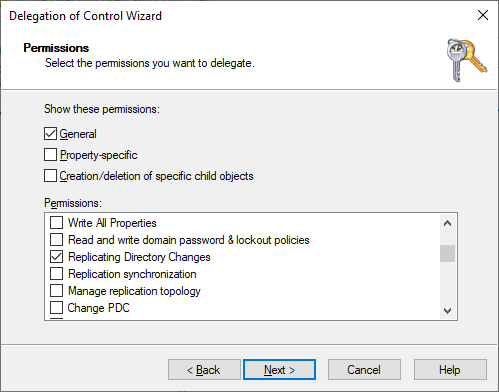 Delegation of Control Wizard
Permissions
Select the permissions you want to delegate.
Show these permissions:
General
Property-specific
Creation/deletion of specific child objects
Permissions:
Write All Properties
Read and write domain password & lockout policies
Replicating Directory Changes
Replication synchronization
Manage replication topology
Change PDC
< Back
Next >
Cancel
Help